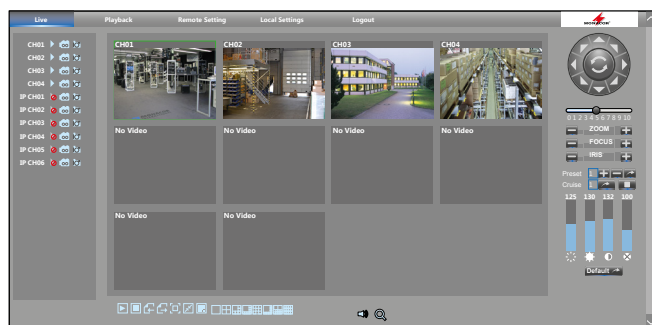 Live Playback Remote Setting Local Settings Logout
MONACOR
CH01
CH02
CH03
CH04
IP CH01
IP CH02
IP CH03
IP CH04
IP CH05
IP CH06
CH01 CH02 CH03 CH04
No Video No Video No Video No Video
No Video No Video
0 1 2 3 4 5 6 7 8 9 10
ZOOM
FOCUS
IRIS
Preset 1
Cruise 1
125 130 132 100
Default